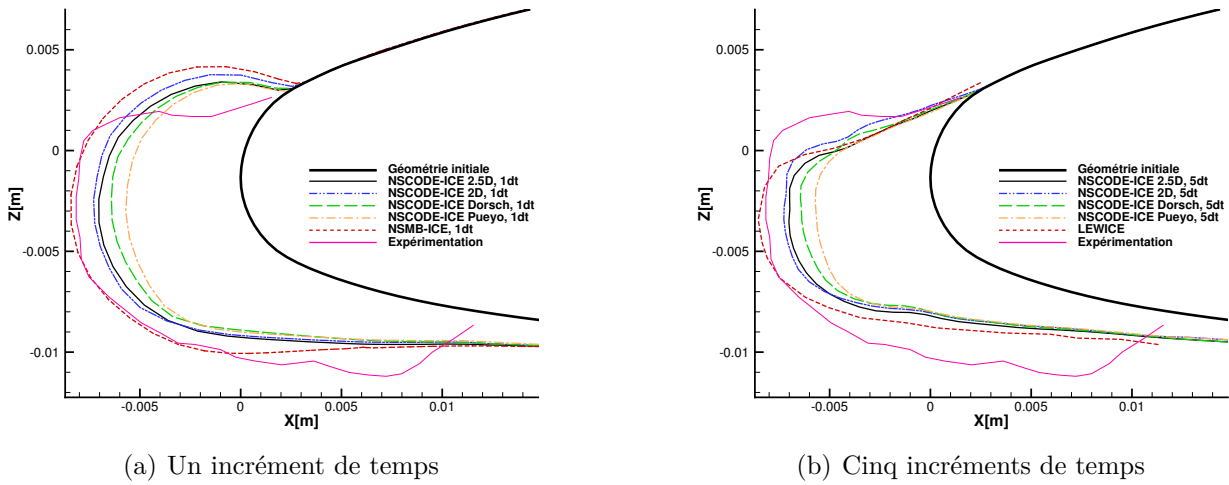 0.005
0
-0.005
-0.01
Z[m]
-0.005
0
0.005
0.01
X[m]
Géométrie initiale
NSCODE-ICE 2.5D, 1dt
NSCODE-ICE 2D, 1dt
NSCODE-ICE Dorsch, 1dt
NSCODE-ICE Pueyo, 1dt
NSMB-ICE, 1dt
Expérimentation
(a) Un incrément de temps
0.005
0
-0.005
-0.01
Z[m]
-0.005
0
0.005
0.01
X[m]
Géométrie initiale
NSCODE-ICE 2.5D, 5dt
NSCODE-ICE 2D, 5dt
NSCODE-ICE Dorsch, 5dt
NSCODE-ICE Pueyo, 5dt
LEWICE
Expérimentation
(b) Cinq incréments de temps